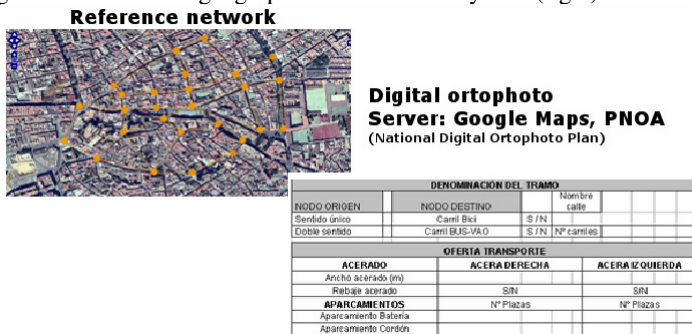 Reference network
Digital ortophoto
Server: Google Maps, PNOA
(National Digital Ortophoto Plan)
DENOMINACIÓN DEL TRAMO
NODO ORIGEN NODO DESTINO Nombre calle
Sentido único Carril Bici S/N
Doble sentido Carril BUS-VAO S/N Nº carriles
OFERTA TRANSPORTE
ACERADO ACERA DERECHA ACERA IZQUIERDA
Ancho acerado (m)
Rebaje acerado S/N S/N
APARCAMIENTOS Nº Plazas Nº Plazas
Aparcamiento Batería
Aparcamiento Cordón